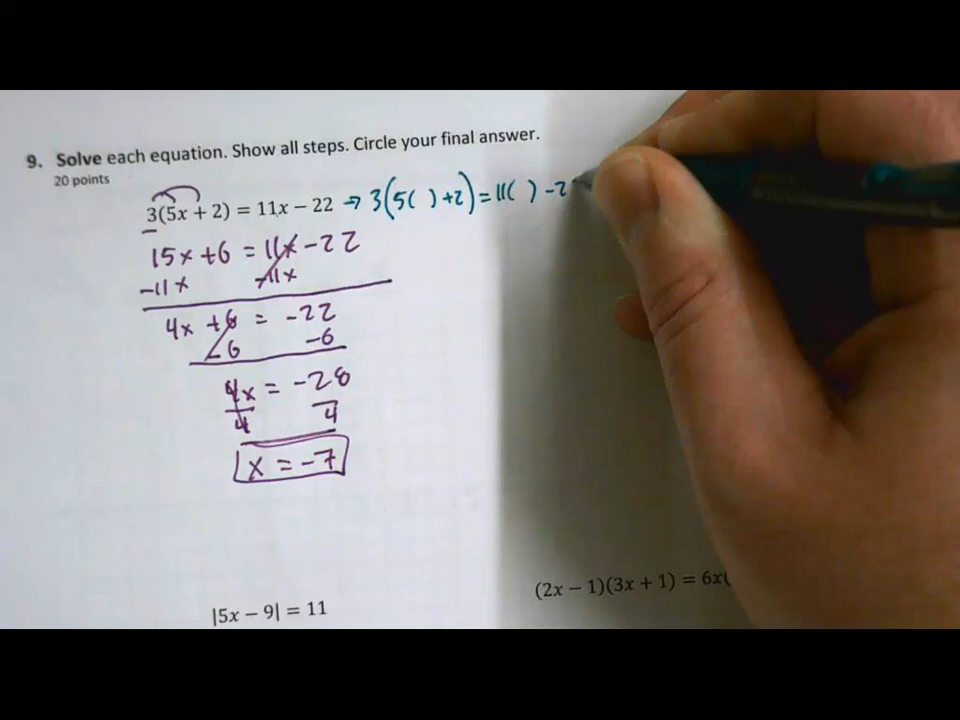 9. Solve each equation. Show all steps. Circle your final answer.
20 points
3(5x + 2) = 11x − 22 → 3(5( ) +2) = 11( ) -2
15x +6 = 11x -22
-11x -11x
4x +6 = -22
-6 -6
4x = -28
4 4
x = -7
(2x − 1)(3x + 1) = 6x(
|5x − 9| = 11